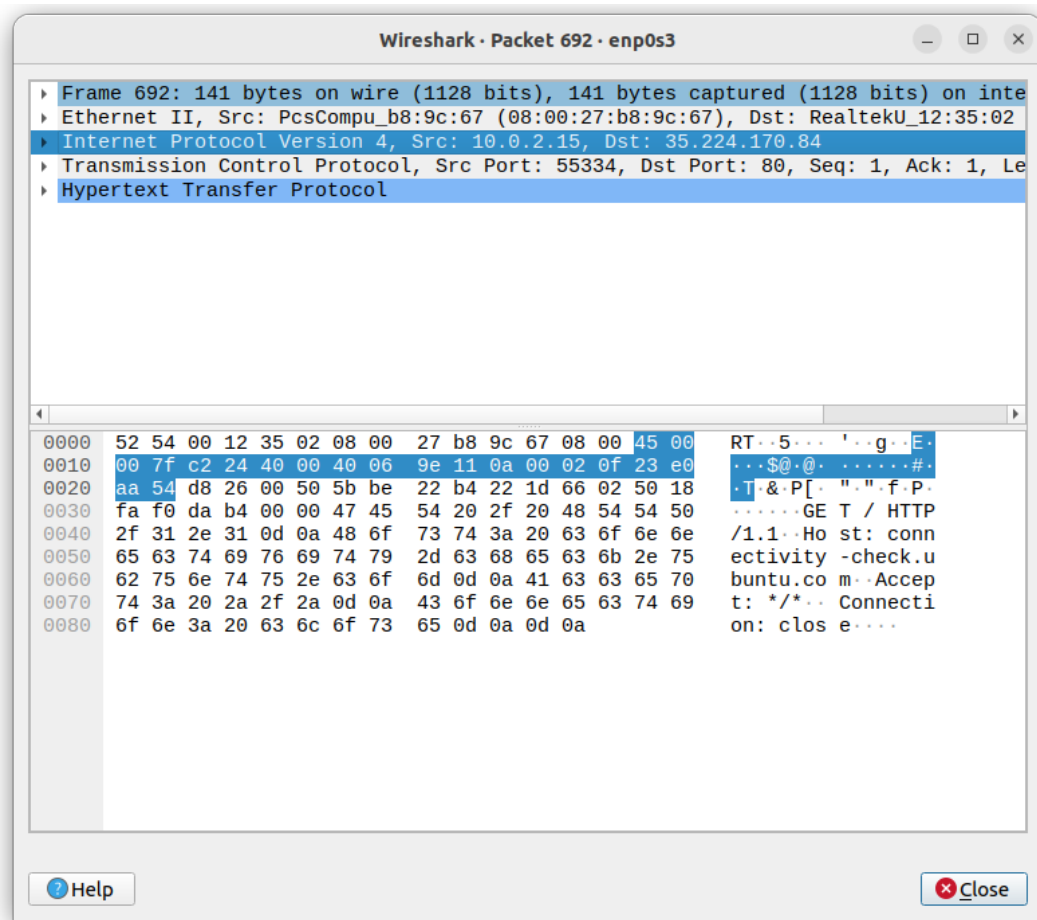 Wireshark · Packet 692 · enp0s3
Frame 692: 141 bytes on wire (1128 bits), 141 bytes captured (1128 bits) on inte
Ethernet II, Src: PcsCompu_b8:9c:67 (08:00:27:b8:9c:67), Dst: RealtekU_12:35:02
Internet Protocol Version 4, Src: 10.0.2.15, Dst: 35.224.170.84
Transmission Control Protocol, Src Port: 55334, Dst Port: 80, Seq: 1, Ack: 1, Le
Hypertext Transfer Protocol
0000 52 54 00 12 35 02 08 00 27 b8 9c 67 08 00 45 00 RT··5··· '··g··E·
0010 00 7f c2 24 40 00 40 06 9e 11 0a 00 02 0f 23 e0 ···$@·@· ······#·
0020 aa 54 d8 26 00 50 5b be 22 b4 22 1d 66 02 50 18 ·T·&·P[· "·"·f·P·
0030 fa f0 da b4 00 00 47 45 54 20 2f 20 48 54 54 50 ······GE T / HTTP
0040 2f 31 2e 31 0d 0a 48 6f 73 74 3a 20 63 6f 6e 6e /1.1··Ho st: conn
0050 65 63 74 69 76 69 74 79 2d 63 68 65 63 6b 2e 75 ectivity -check.u
0060 62 75 6e 74 75 2e 63 6f 6d 0d 0a 41 63 63 65 70 buntu.co m··Accep
0070 74 3a 20 2a 2f 2a 0d 0a 43 6f 6e 6e 65 63 74 69 t: */*·· Connecti
0080 6f 6e 3a 20 63 6c 6f 73 65 0d 0a 0d 0a on: clos e····
Help
Close